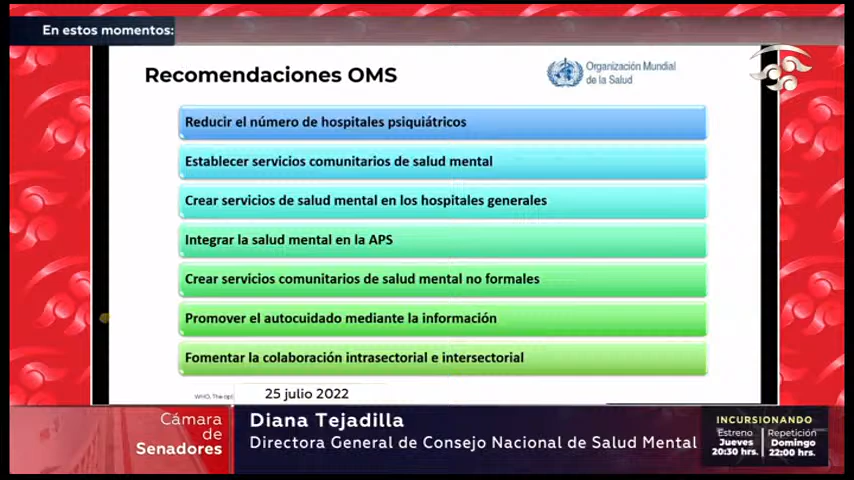 En estos momentos:
Recomendaciones OMS
Organización Mundial
de la Salud
Reducir el número de hospitales psiquiátricos
Establecer servicios comunitarios de salud mental
Crear servicios de salud mental en los hospitales generales
Integrar la salud mental en la APS
Crear servicios comunitarios de salud mental no formales
Promover el autocuidado mediante la información
Fomentar la colaboración intrasectorial e intersectorial
WHO, The opt
25 julio 2022
Cámara
de
Senadores
Diana Tejadilla
Directora General de Consejo Nacional de Salud Mental
INCURSIONANDO
Estreno
Jueves
20:30 hrs.
Repetición
Domingo
22:00 hrs.